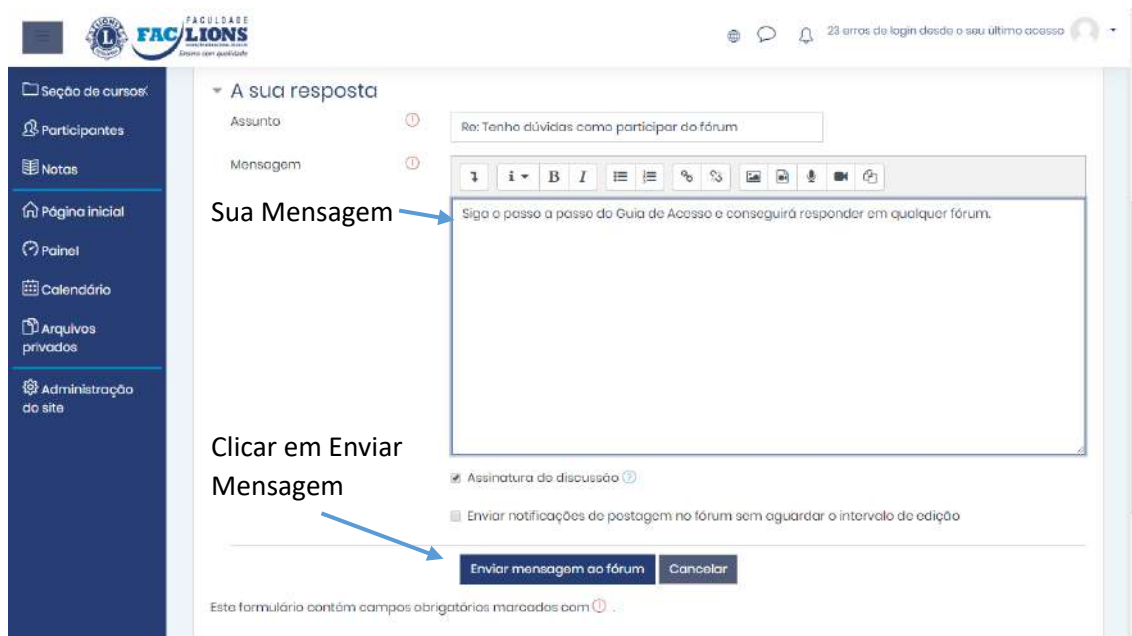 FACULDADE
FAC LIONS
Ensino com qualidade
23 erros de login desde o seu último acesso
Seção de cursos
Participantes
Notas
Página inicial
Painel
Calendário
Arquivos
privados
Administração
do site
A sua resposta
Assunto
Re: Tenho dúvidas como participar do fórum
Mensagem
i B I
Sua Mensagem
Siga o passo a passo do Guia de Acesso e conseguirá responder em qualquer fórum.
Clicar em Enviar
Mensagem
Assinatura de discussão
Enviar notificações de postagem no fórum sem aguardar o intervalo de edição
Enviar mensagem ao fórum Cancelar
Este formulário contém campos obrigatórios marcados com .